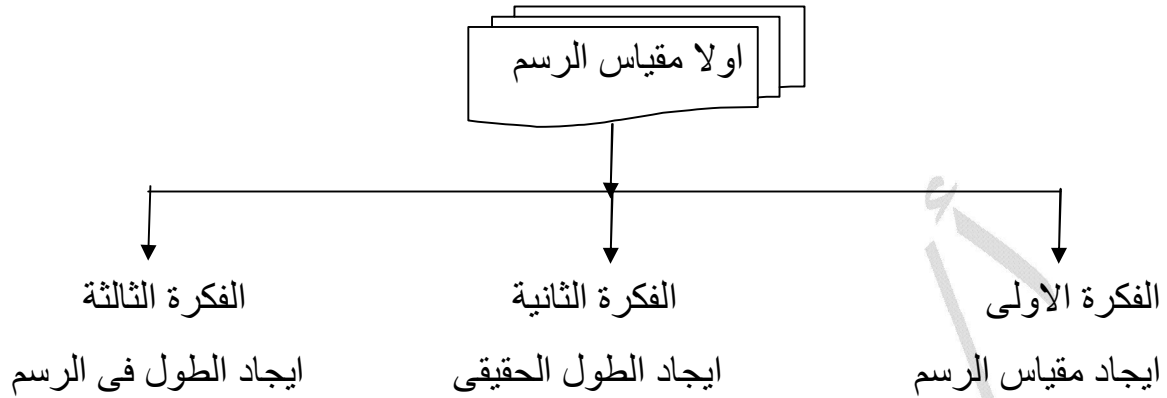 اولا مقياس الرسم
الفكرة الاولى
ايجاد مقياس الرسم
الفكرة الثانية
ايجاد الطول الحقيقى
الفكرة الثالثة
ايجاد الطول فى الرسم